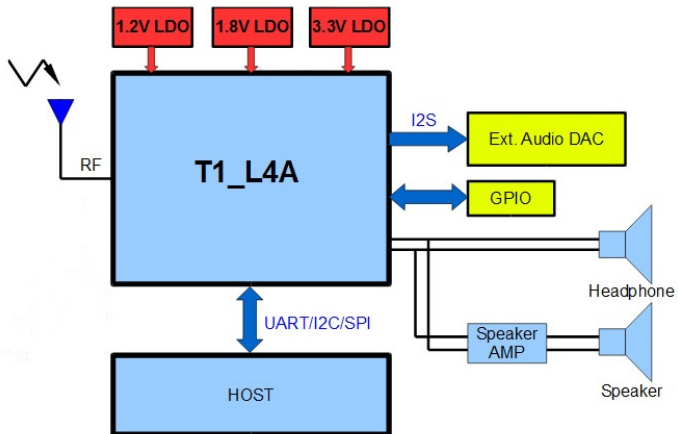 1.2V LDO
1.8V LDO
3.3V LDO
I2S
Ext. Audio DAC
RF
T1_L4A
GPIO
Headphone
UART/I2C/SPI
Speaker
AMP
HOST
Speaker